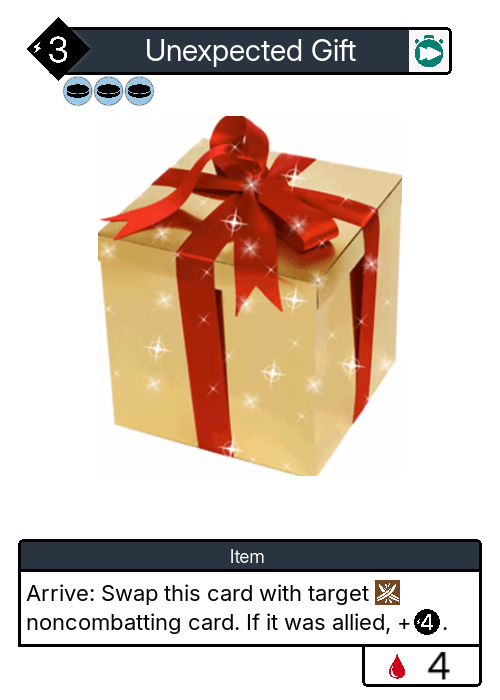 3
Unexpected Gift
Item
Arrive: Swap this card with target
noncombatting card. If it was allied, +4.
4